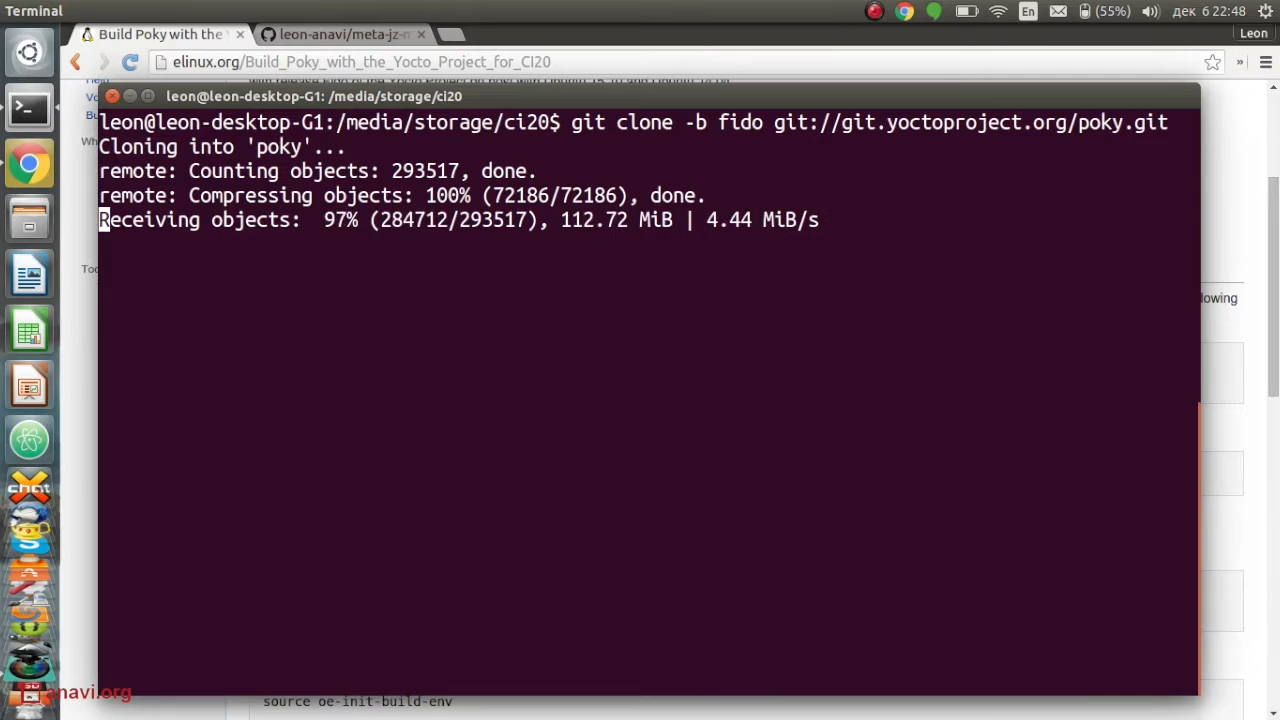 Terminal
En
(55%)
дек 6 22:48
Build Poky with the
leon-anavi/meta-jz-m
Leon
elinux.org/Build_Poky_with_the_Yocto_Project_for_CI20
leon@leon-desktop-G1: /media/storage/ci20
leon@leon-desktop-G1:/media/storage/ci20$ git clone -b fido git://git.yoctoproject.org/poky.git
Cloning into 'poky'...
remote: Counting objects: 293517, done.
remote: Compressing objects: 100% (72186/72186), done.
Receiving objects: 97% (284712/293517), 112.72 MiB | 4.44 MiB/s
lowing
anavi.org
source oe-init-build-env